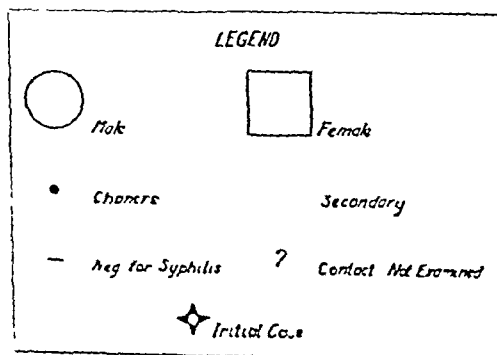 LEGEND
Male Female
Chancre Secondary
— Neg for Syphilis ? Contact Not Examined
Initial Case